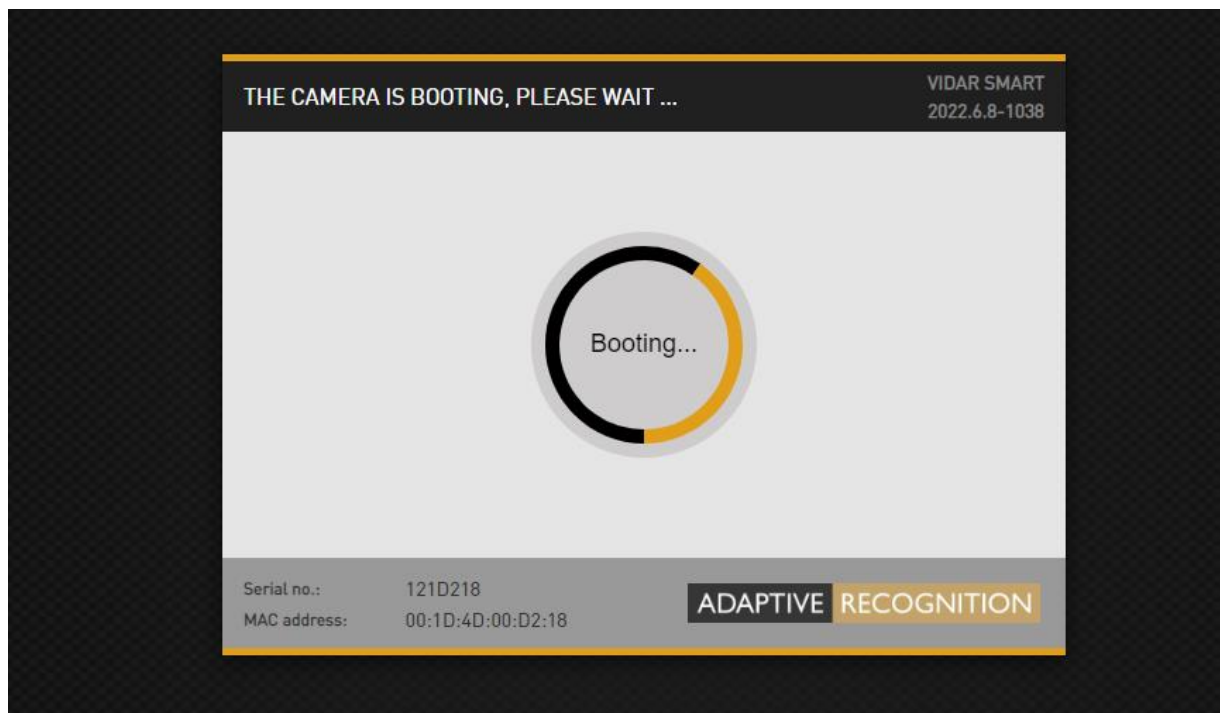 THE CAMERA IS BOOTING, PLEASE WAIT ...
VIDAR SMART
2022.6.8-1038
Booting...
Serial no.: 121D218
MAC address: 00:1D:4D:00:D2:18
ADAPTIVE RECOGNITION